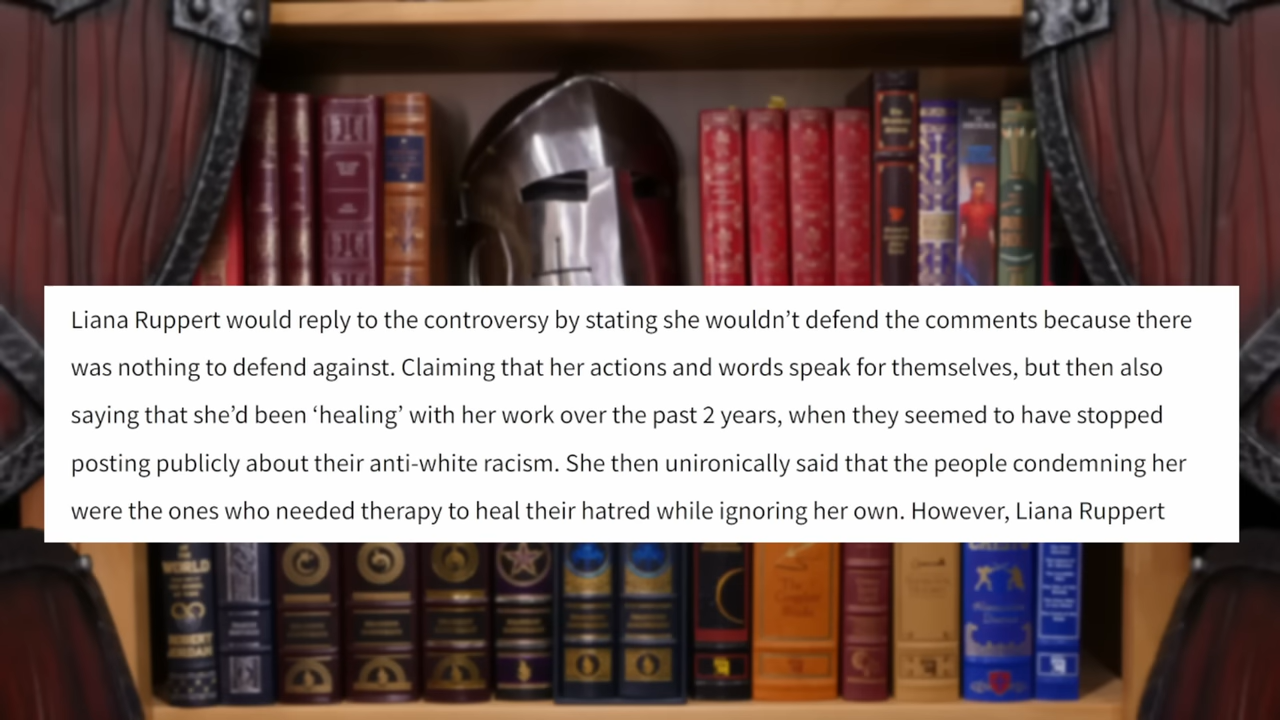 Liana Ruppert would reply to the controversy by stating she wouldn’t defend the comments because there
was nothing to defend against. Claiming that her actions and words speak for themselves, but then also
saying that she’d been ‘healing’ with her work over the past 2 years, when they seemed to have stopped
posting publicly about their anti-white racism. She then unironically said that the people condemning her
were the ones who needed therapy to heal their hatred while ignoring her own. However, Liana Ruppert
WORLD